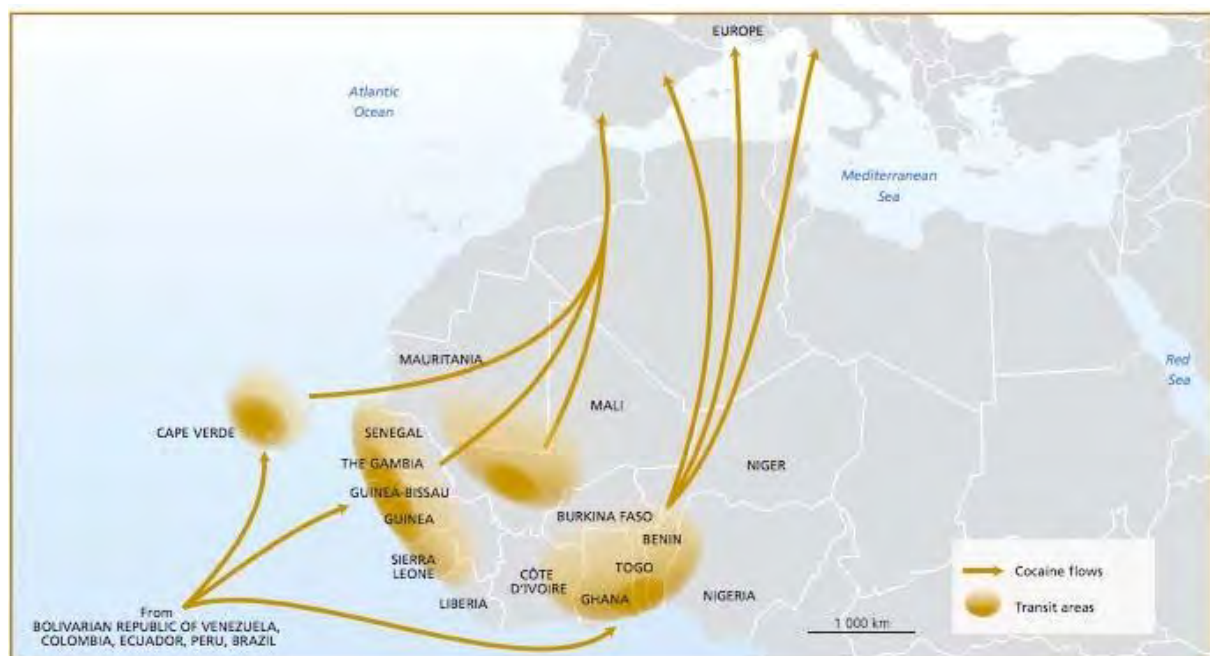 EUROPE
Atlantic
Ocean
Mediterranean
Sea
Red
Sea
MAURITANIA
MALI
CAPE VERDE
SENEGAL
THE GAMBIA
NIGER
GUINEA-BISSAU
GUINEA
BURKINA FASO
BENIN
SIERRA
LEONE
CÔTE
D'IVOIRE
TOGO
GHANA
LIBERIA
NIGERIA
Cocaine flows
Transit areas
1 000 km
From
BOLIVARIAN REPUBLIC OF VENEZUELA,
COLOMBIA, ECUADOR, PERU, BRAZIL